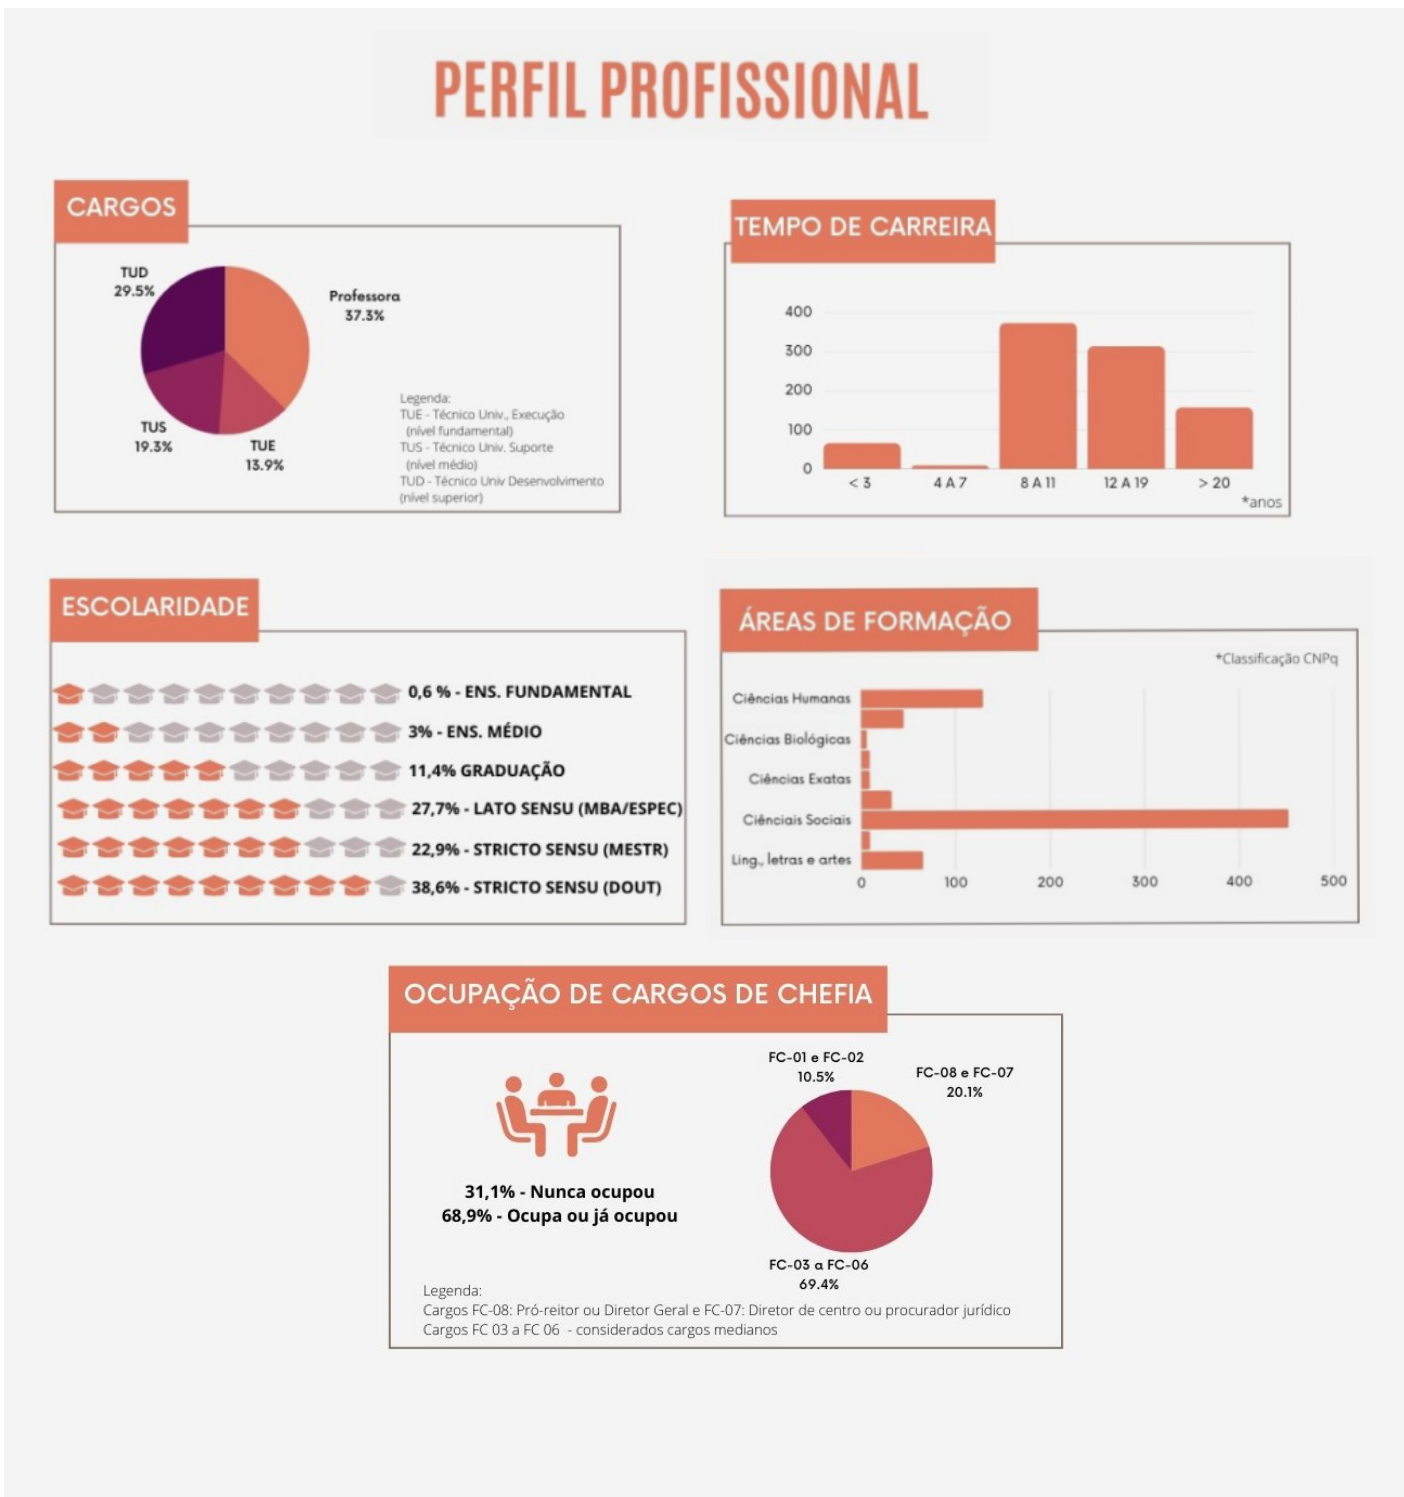 PERFIL PROFISSIONAL
CARGOS
TUD
29.5%
Professora
37.3%
TUS
19.3%
TUE
13.9%
Legenda:
TUE - Técnico Univ., Execução
(nível fundamental)
TUS - Técnico Univ. Suporte
(nível médio)
TUD - Técnico Univ Desenvolvimento
(nível superior)
TEMPO DE CARREIRA
400
300
200
100
0
< 3 4 A 7 8 A 11 12 A 19 > 20
*anos
ESCOLARIDADE
0,6 % - ENS. FUNDAMENTAL
3% - ENS. MÉDIO
11,4% GRADUAÇÃO
27,7% - LATO SENSU (MBA/ESPEC)
22,9% - STRICTO SENSU (MESTR)
38,6% - STRICTO SENSU (DOUT)
ÁREAS DE FORMAÇÃO
*Classificação CNPq
Ciências Humanas
Ciências Biológicas
Ciências Exatas
Ciênciais Sociais
Ling., letras e artes
0 100 200 300 400 500
OCUPAÇÃO DE CARGOS DE CHEFIA
31,1% - Nunca ocupou
68,9% - Ocupa ou já ocupou
FC-01 e FC-02
10.5%
FC-08 e FC-07
20.1%
FC-03 a FC-06
69.4%
Legenda:
Cargos FC-08: Pró-reitor ou Diretor Geral e FC-07: Diretor de centro ou procurador jurídico
Cargos FC 03 a FC 06 - considerados cargos medianos